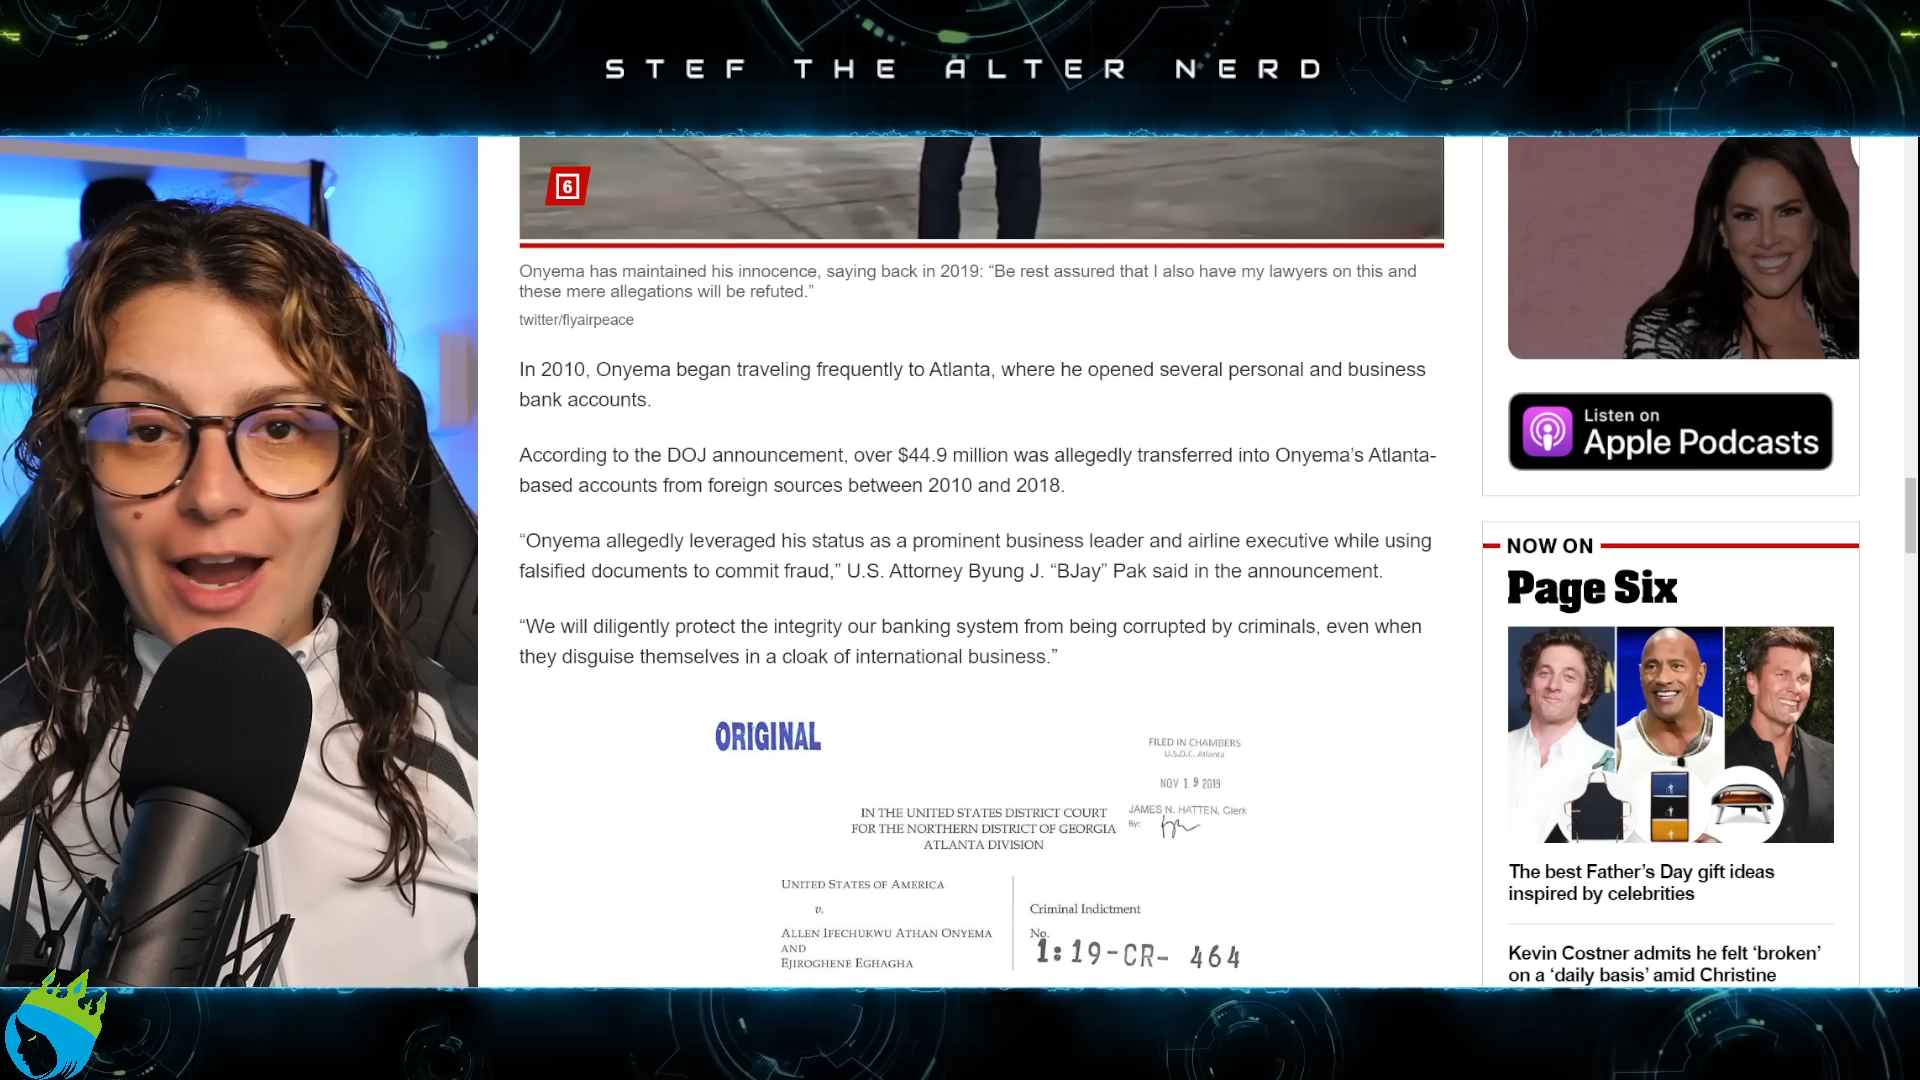 STEF THE ALTER NERD
6
Onyema has maintained his innocence, saying back in 2019: “Be rest assured that I also have my lawyers on this and
these mere allegations will be refuted.”
twitter/flyairpeace
In 2010, Onyema began traveling frequently to Atlanta, where he opened several personal and business
bank accounts.
According to the DOJ announcement, over $44.9 million was allegedly transferred into Onyema’s Atlanta-
based accounts from foreign sources between 2010 and 2018.
“Onyema allegedly leveraged his status as a prominent business leader and airline executive while using
falsified documents to commit fraud,” U.S. Attorney Byung J. “BJay” Pak said in the announcement.
“We will diligently protect the integrity our banking system from being corrupted by criminals, even when
they disguise themselves in a cloak of international business.”
ORIGINAL
FILED IN CHAMBERS
U.S.D.C. Atlanta
NOV 19 2019
JAMES N. HATTEN, Clerk
By:
IN THE UNITED STATES DISTRICT COURT
FOR THE NORTHERN DISTRICT OF GEORGIA
ATLANTA DIVISION
UNITED STATES OF AMERICA
v.
ALLEN IFECHUKWU ATHAN ONYEMA
AND
EJIROGHENE EGHAGHA
Criminal Indictment
No.
1:19-CR- 464
Listen on
Apple Podcasts
NOW ON
Page Six
The best Father’s Day gift ideas
inspired by celebrities
Kevin Costner admits he felt ‘broken’
on a ‘daily basis’ amid Christine